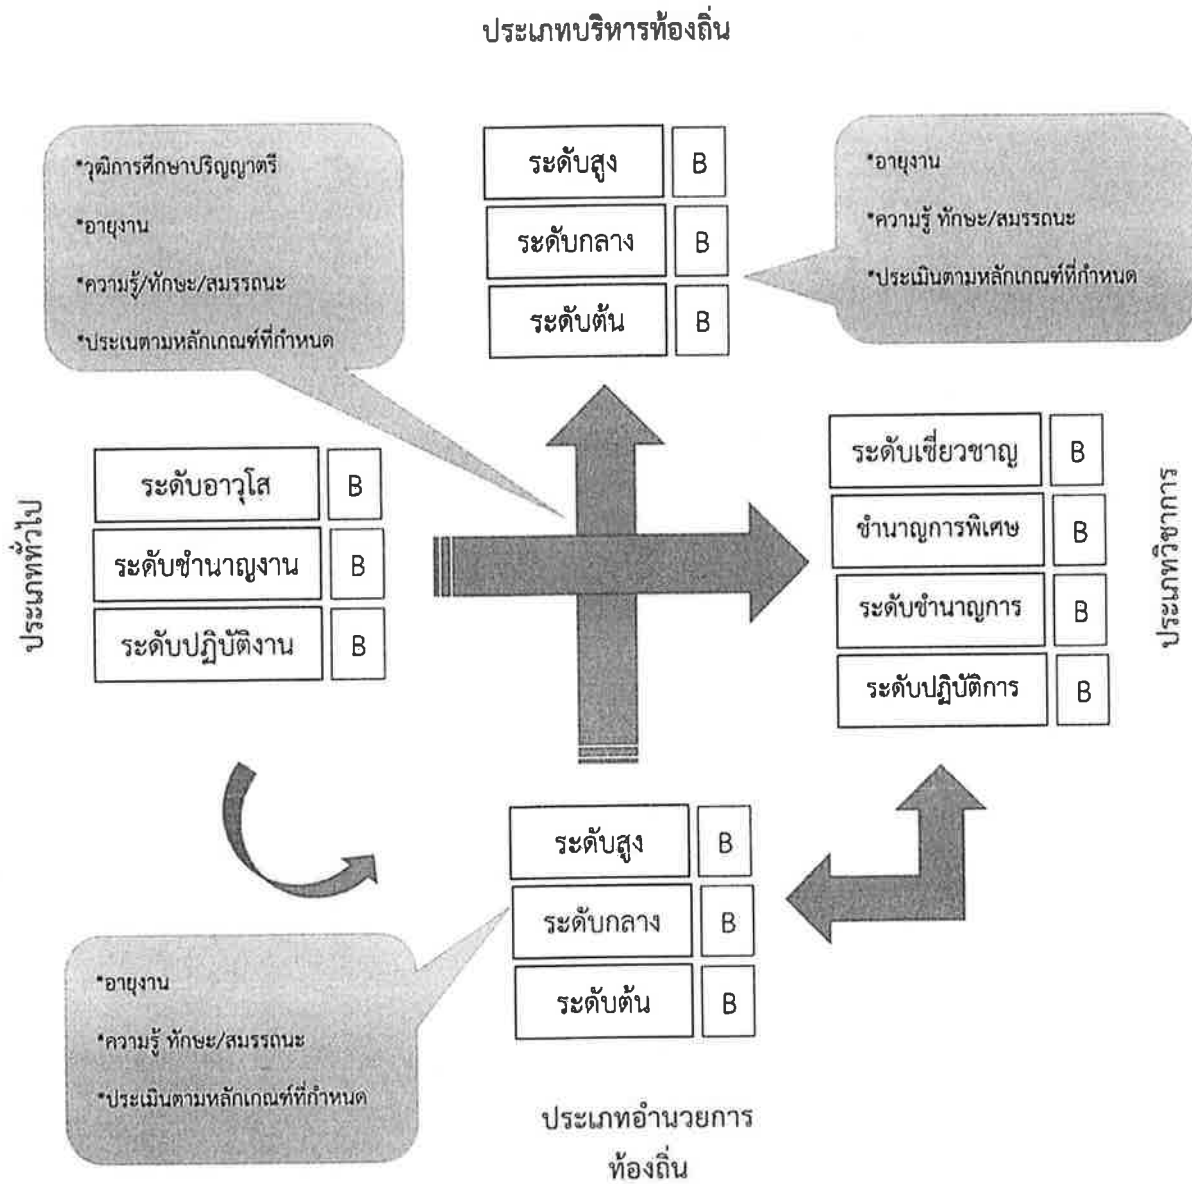 ประเภทบริหารท้องถิ่น
*วุฒิการศึกษาปริญญาตรี
*อายุงาน
*ความรู้/ทักษะ/สมรรถนะ
*ประเนตามหลักเกณฑ์ที่กำหนด
ระดับสูง B
ระดับกลาง B
ระดับต้น B
*อายุงาน
*ความรู้ ทักษะ/สมรรถนะ
*ประเมินตามหลักเกณฑ์ที่กำหนด
ประเภททั่วไป
ระดับอาวุโส B
ระดับชำนาญงาน B
ระดับปฏิบัติงาน B
ระดับเชี่ยวชาญ B
ชำนาญการพิเศษ B
ระดับชำนาญการ B
ระดับปฏิบัติการ B
ประเภทวิชาการ
ระดับสูง B
ระดับกลาง B
ระดับต้น B
*อายุงาน
*ความรู้ ทักษะ/สมรรถนะ
*ประเมินตามหลักเกณฑ์ที่กำหนด
ประเภทอำนวยการ
ท้องถิ่น